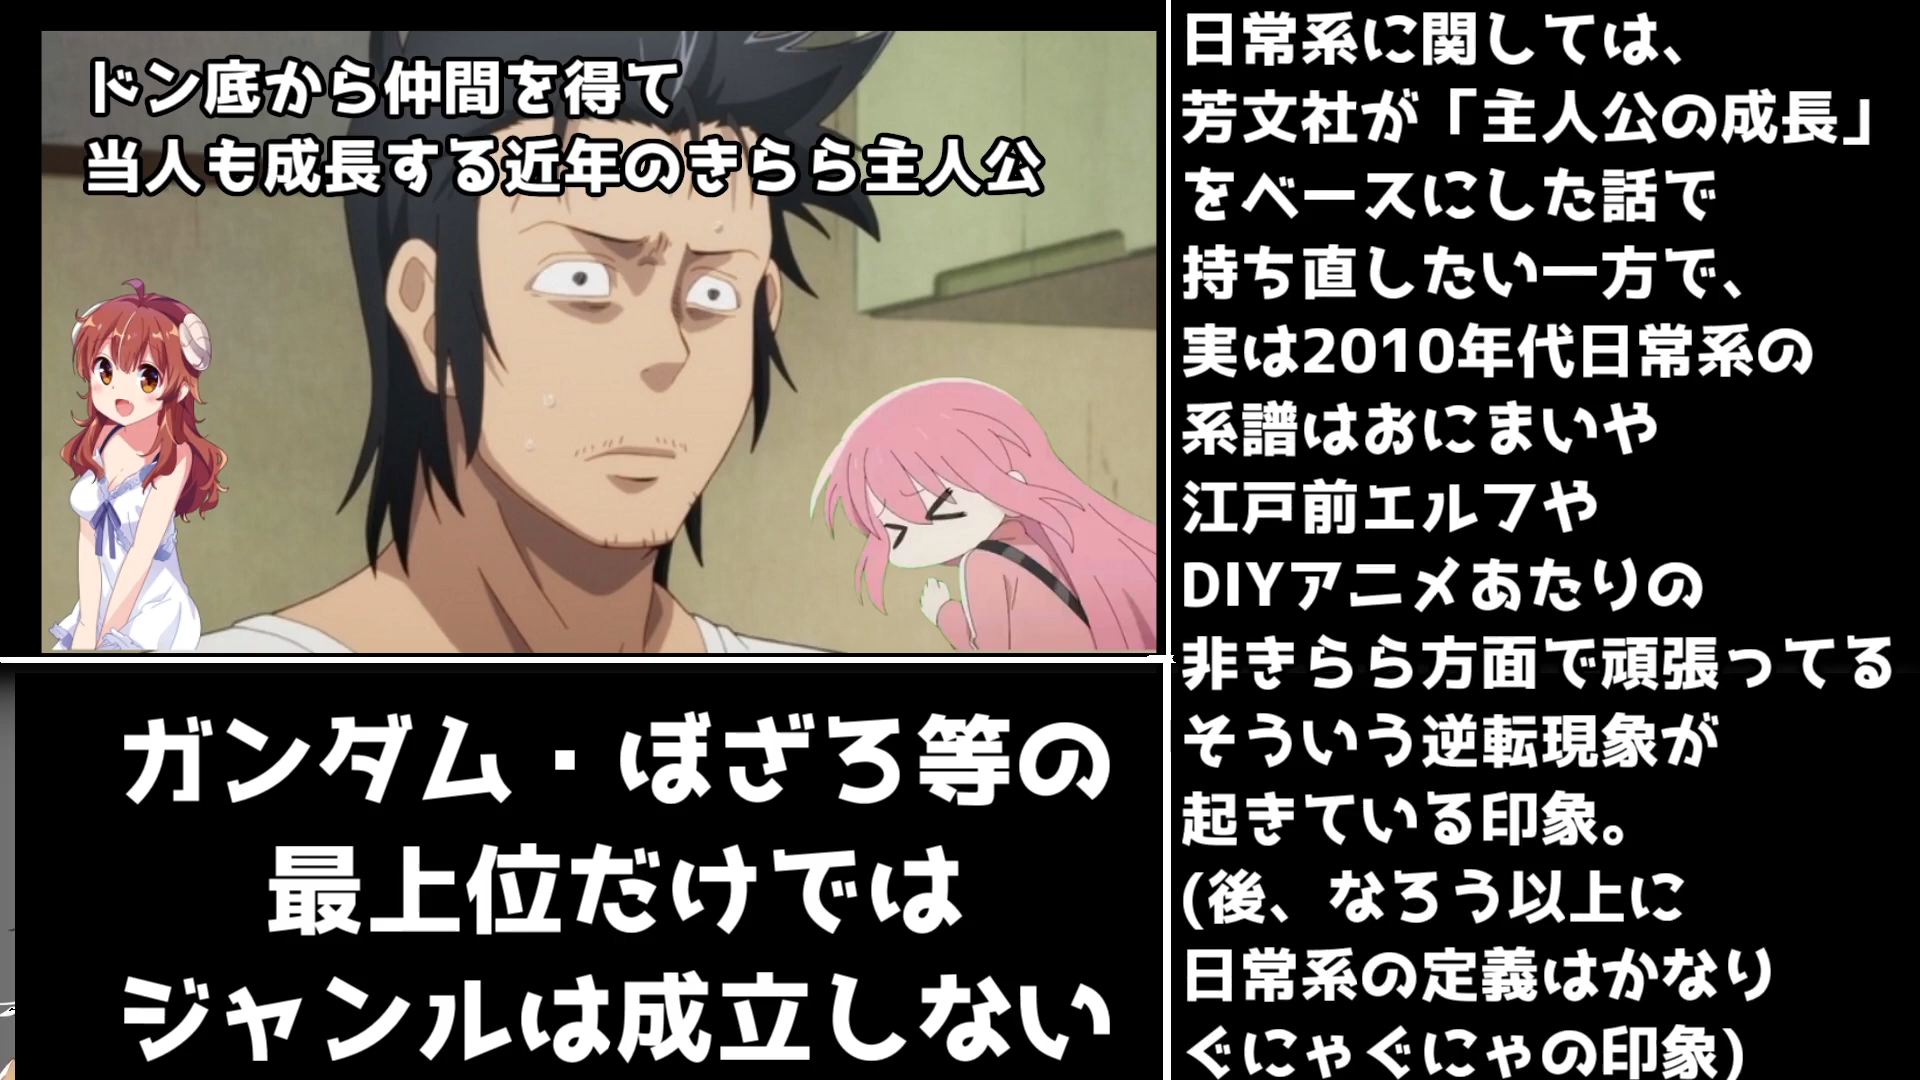 ドン底から仲間を得て
当人も成長する近年のきらら主人公
ガンダム・ぼざろ等の
最上位だけでは
ジャンルは成立しない
日常系に関しては、
芳文社が「主人公の成長」
をベースにした話で
持ち直したい一方で、
実は2010年代日常系の
系譜はおにまいや
江戸前エルフや
DIYアニメあたりの
非きらら方面で頑張ってる
そういう逆転現象が
起きている印象。
(後、なろう以上に
日常系の定義はかなり
ぐにゃぐにゃの印象)